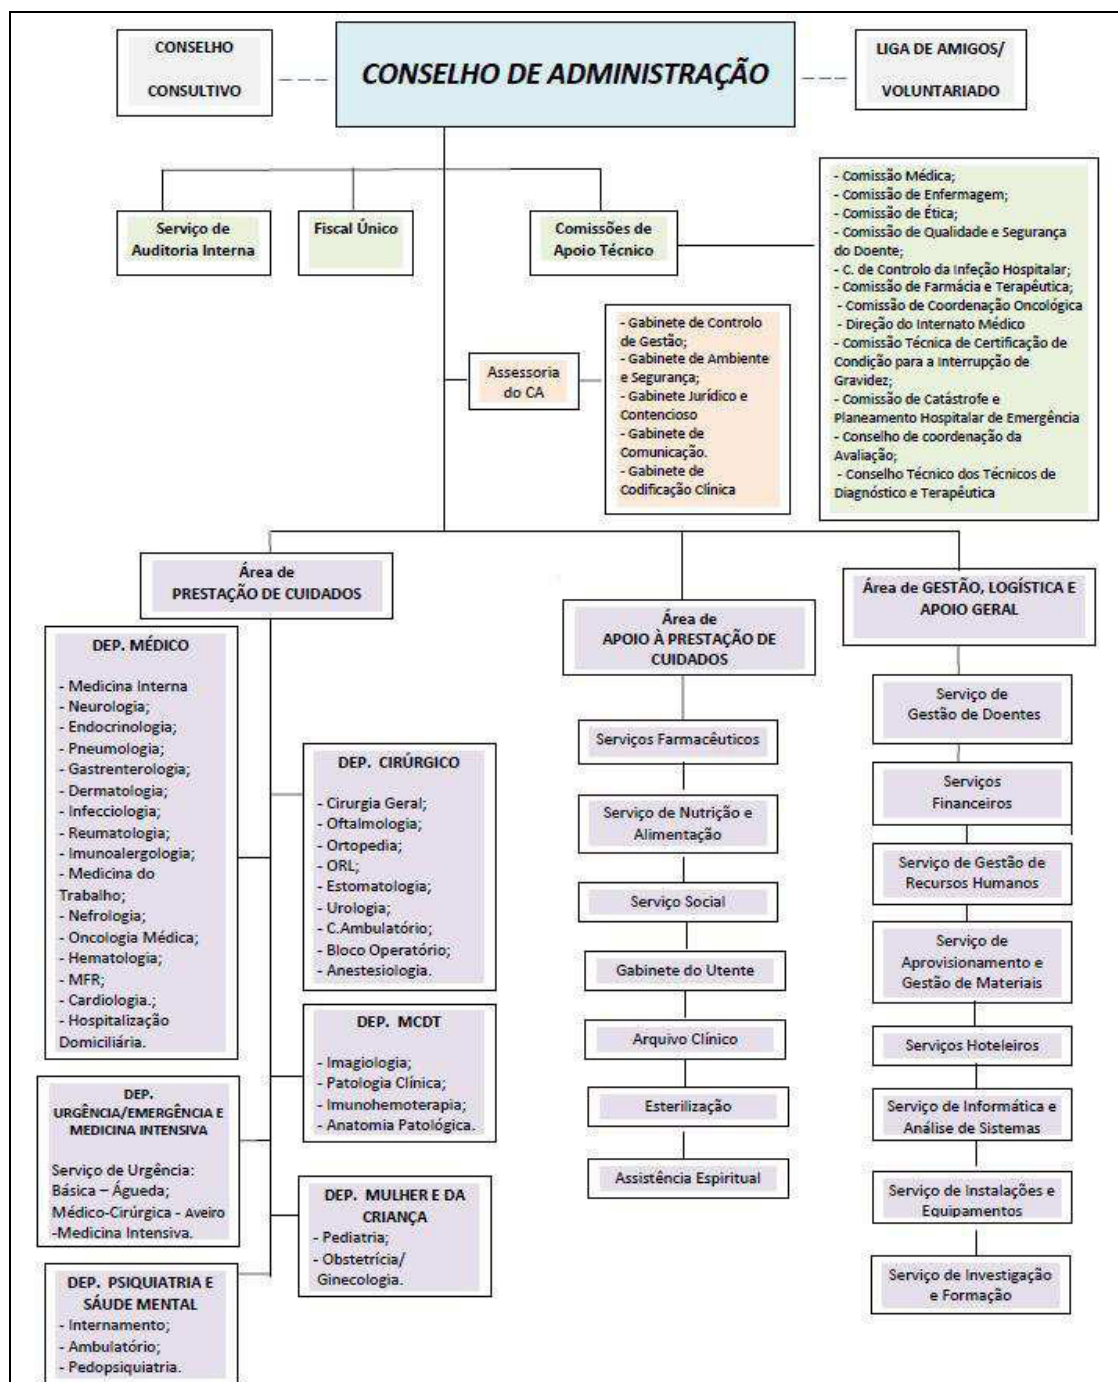 CONSELHO
CONSULTIVO
CONSELHO DE ADMINISTRAÇÃO
LIGA DE AMIGOS/
VOLUNTARIADO
Serviço de
Auditoria Interna
Fiscal Único
Comissões de
Apoio Técnico
- Comissão Médica;
- Comissão de Enfermagem;
- Comissão de Ética;
- Comissão de Qualidade e Segurança
do Doente;
- C. de Controlo da Infeção Hospitalar;
- Comissão de Farmácia e Terapêutica;
- Comissão de Coordenação Oncológica
- Direção do Internato Médico
- Comissão Técnica de Certificação de
Condição para a Interrupção de
Gravidez;
- Comissão de Catástrofe e
Planeamento Hospitalar de Emergência
- Conselho de coordenação da
Avaliação;
- Conselho Técnico dos Técnicos de
Diagnóstico e Terapêutica
Assessoria
do CA
- Gabinete de Controlo
de Gestão;
- Gabinete de Ambiente
e Segurança;
- Gabinete Jurídico e
Contencioso
- Gabinete de
Comunicação.
- Gabinete de
Codificação Clínica
Área de
PRESTAÇÃO DE CUIDADOS
DEP. MÉDICO
- Medicina Interna
- Neurologia;
- Endocrinologia;
- Pneumologia;
- Gastrenterologia;
- Dermatologia;
- Infecciologia;
- Reumatologia;
- Imunoalergologia;
- Medicina do
Trabalho;
- Nefrologia;
- Oncologia Médica;
- Hematologia;
- MFR;
- Cardiologia.;
- Hospitalização
Domiciliária.
DEP. CIRÚRGICO
- Cirurgia Geral;
- Oftalmologia;
- Ortopedia;
- ORL;
- Estomatologia;
- Urologia;
- C.Ambulatório;
- Bloco Operatório;
- Anestesiologia.
DEP. MCDT
- Imagiologia;
- Patologia Clínica;
- Imunohemoterapia;
- Anatomia Patológica.
DEP.
URGÊNCIA/EMERGÊNCIA E
MEDICINA INTENSIVA
Serviço de Urgência:
Básica – Águeda;
Médico-Cirúrgica - Aveiro
-Medicina Intensiva.
DEP. MULHER E DA
CRIANÇA
- Pediatria;
- Obstetrícia/
Ginecologia.
DEP. PSIQUIATRIA E
SÁUDE MENTAL
- Internamento;
- Ambulatório;
- Pedopsiquiatria.
Área de
APOIO À PRESTAÇÃO DE
CUIDADOS
Serviços Farmacêuticos
Serviço de Nutrição e
Alimentação
Serviço Social
Gabinete do Utente
Arquivo Clínico
Esterilização
Assistência Espiritual
Área de GESTÃO, LOGÍSTICA E
APOIO GERAL
Serviço de
Gestão de Doentes
Serviços
Financeiros
Serviço de Gestão de
Recursos Humanos
Serviço de
Aprovisionamento e
Gestão de Materiais
Serviços Hoteleiros
Serviço de Informática e
Análise de Sistemas
Serviço de Instalações e
Equipamentos
Serviço de Investigação
e Formação